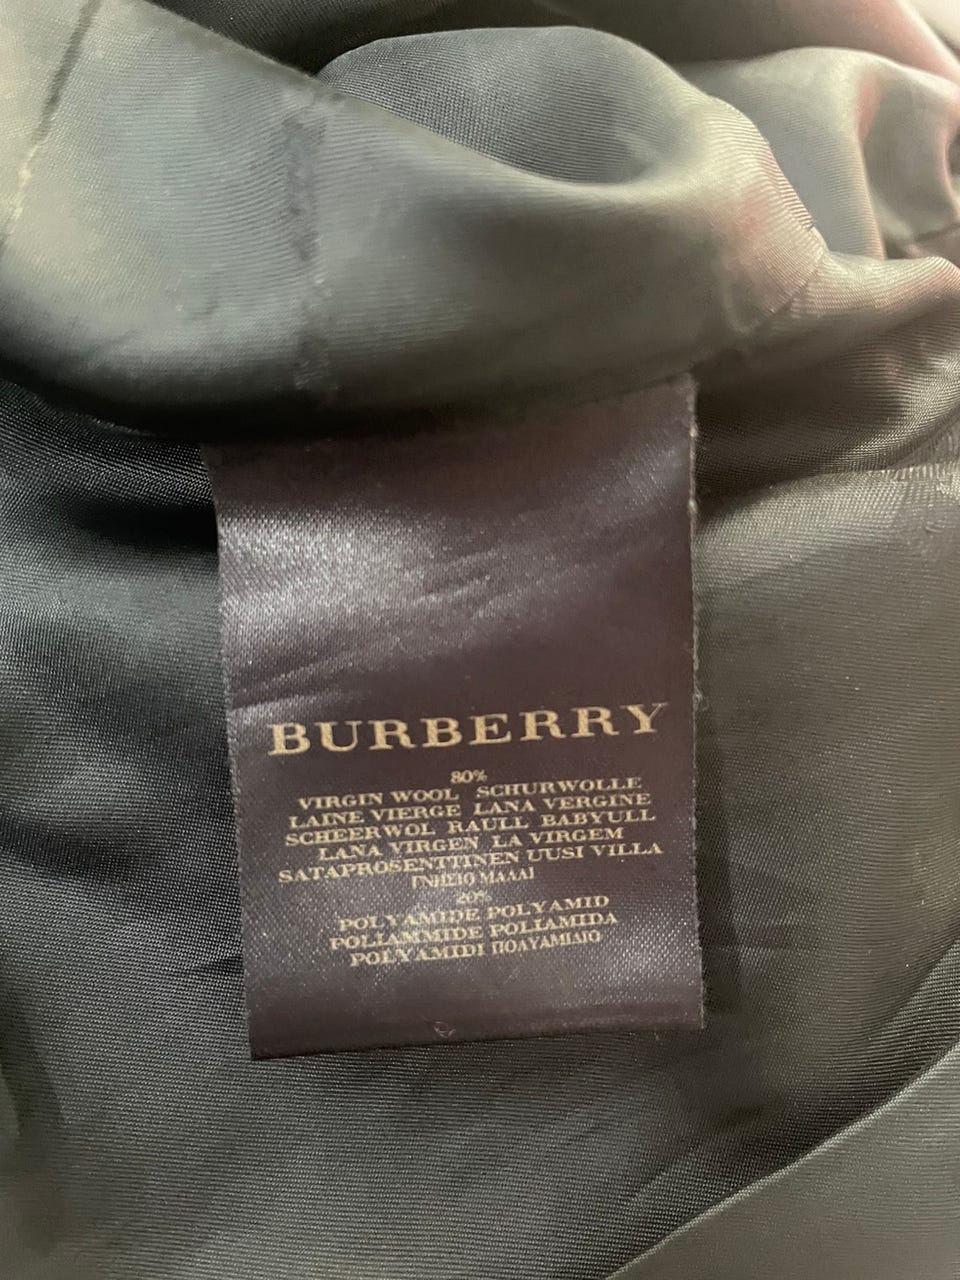 BURBERRY
80%
VIRGIN WOOL SCHURWOLLE
LAINE VIERGE LANA VERGINE
SCHEERWOL RAULL BABYULL
LANA VIRGEN LA VIRGEM
SATAPROSENTTINEN UUSI VILLA
ΓΝΗΣΙΟ ΜΑΛΛΙ
20%
POLYAMIDE POLYAMID
POLIAMMIDE POLIAMIDA
POLYAMIDI ΠΟΛΥΑΜΙΔΙΟ